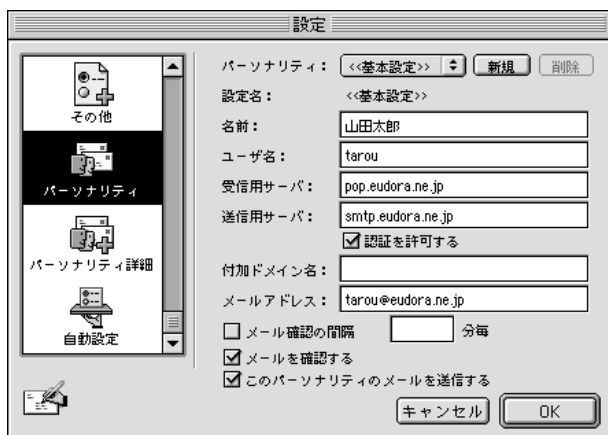 設定
その他
パーソナリティ
パーソナリティ詳細
自動設定
パーソナリティ： <<基本設定>> 新規 削除
設定名： <<基本設定>>
名前： 山田太郎
ユーザ名： tarou
受信用サーバ： pop.eudora.ne.jp
送信用サーバ： smtp.eudora.ne.jp
認証を許可する
付加ドメイン名：
メールアドレス： tarou@eudora.ne.jp
メール確認の間隔 分毎
メールを確認する
このパーソナリティのメールを送信する
キャンセル OK